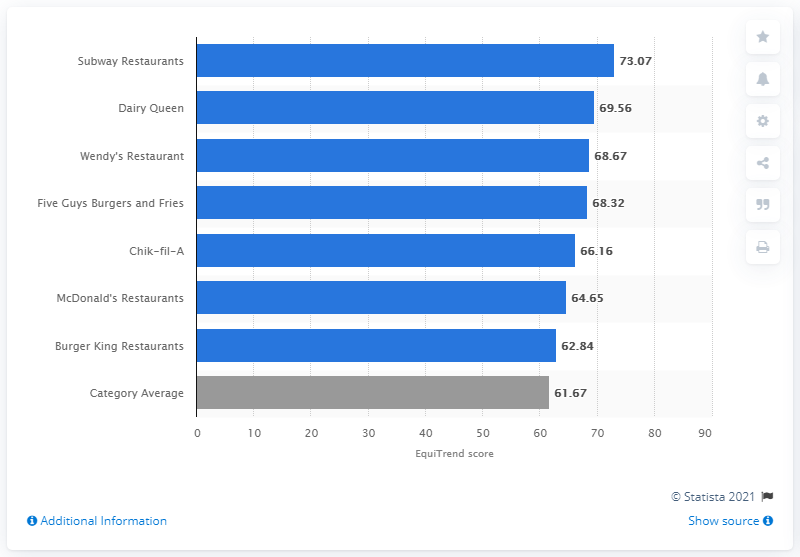 Subway Restaurants 73.07
Dairy Queen 69.56
Wendy's Restaurant 68.67
Five Guys Burgers and Fries 68.32
Chik-fil-A 66.16
McDonald's Restaurants 64.65
Burger King Restaurants 62.84
Category Average 61.67
0 10 20 30 40 50 60 70 80 90
EquiTrend score
© Statista 2021
Additional Information Show source